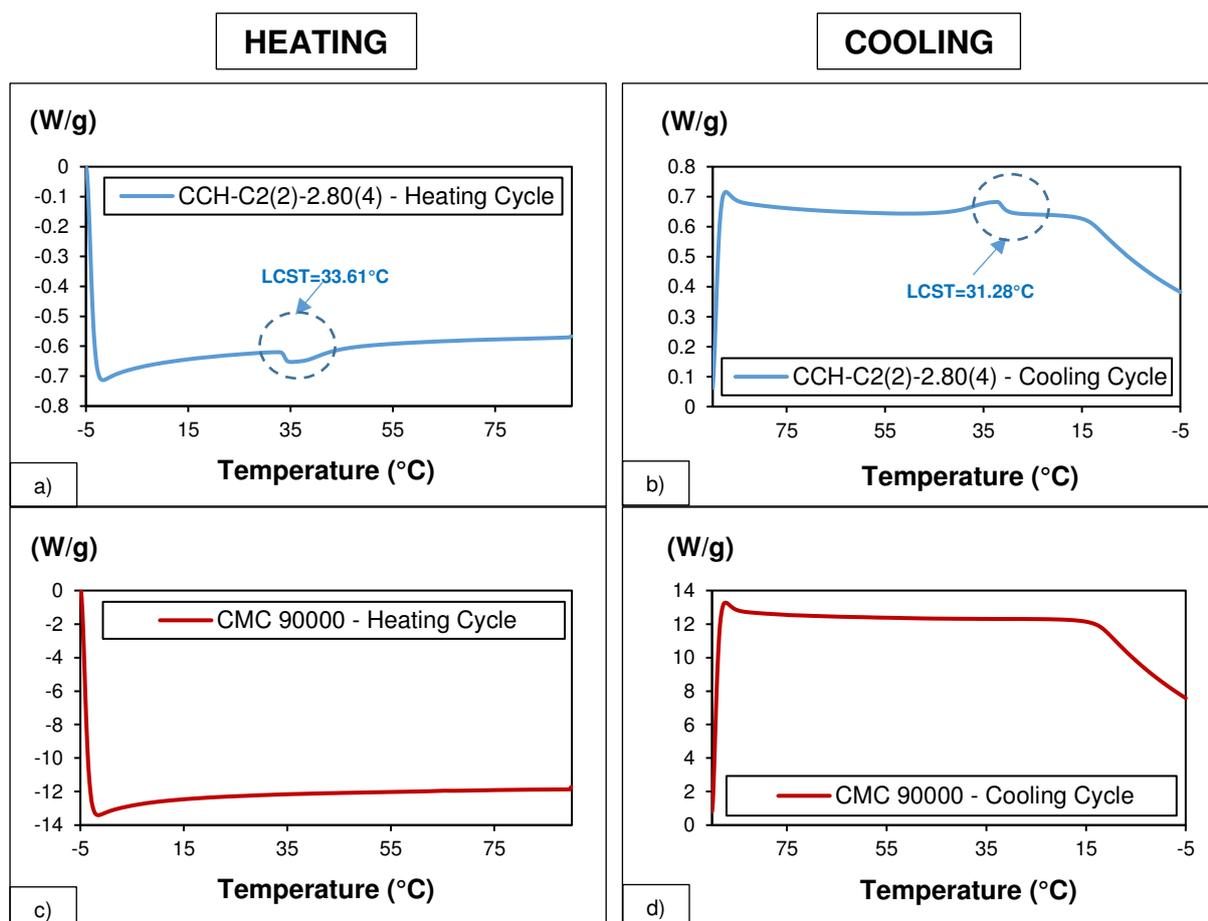 HEATING
COOLING
(W/g)
0
-0.1
-0.2
-0.3
-0.4
-0.5
-0.6
-0.7
-0.8
CCH-C2(2)-2.80(4) - Heating Cycle
LCST=33.61°C
-5 15 35 55 75
Temperature (°C)
a)
(W/g)
0.8
0.7
0.6
0.5
0.4
0.3
0.2
0.1
0
LCST=31.28°C
CCH-C2(2)-2.80(4) - Cooling Cycle
75 55 35 15 -5
Temperature (°C)
b)
(W/g)
0
-2
-4
-6
-8
-10
-12
-14
CMC 90000 - Heating Cycle
-5 15 35 55 75
Temperature (°C)
c)
(W/g)
14
12
10
8
6
4
2
0
CMC 90000 - Cooling Cycle
75 55 35 15 -5
Temperature (°C)
d)